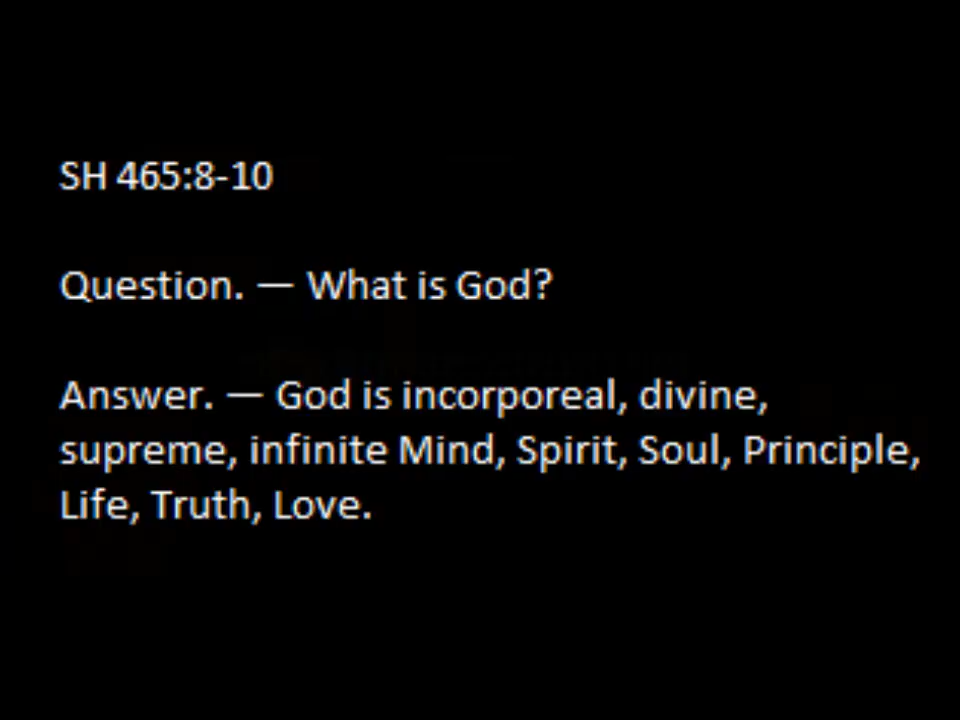 SH 465:8-10
Question. — What is God?
Answer. — God is incorporeal, divine,
supreme, infinite Mind, Spirit, Soul, Principle,
Life, Truth, Love.